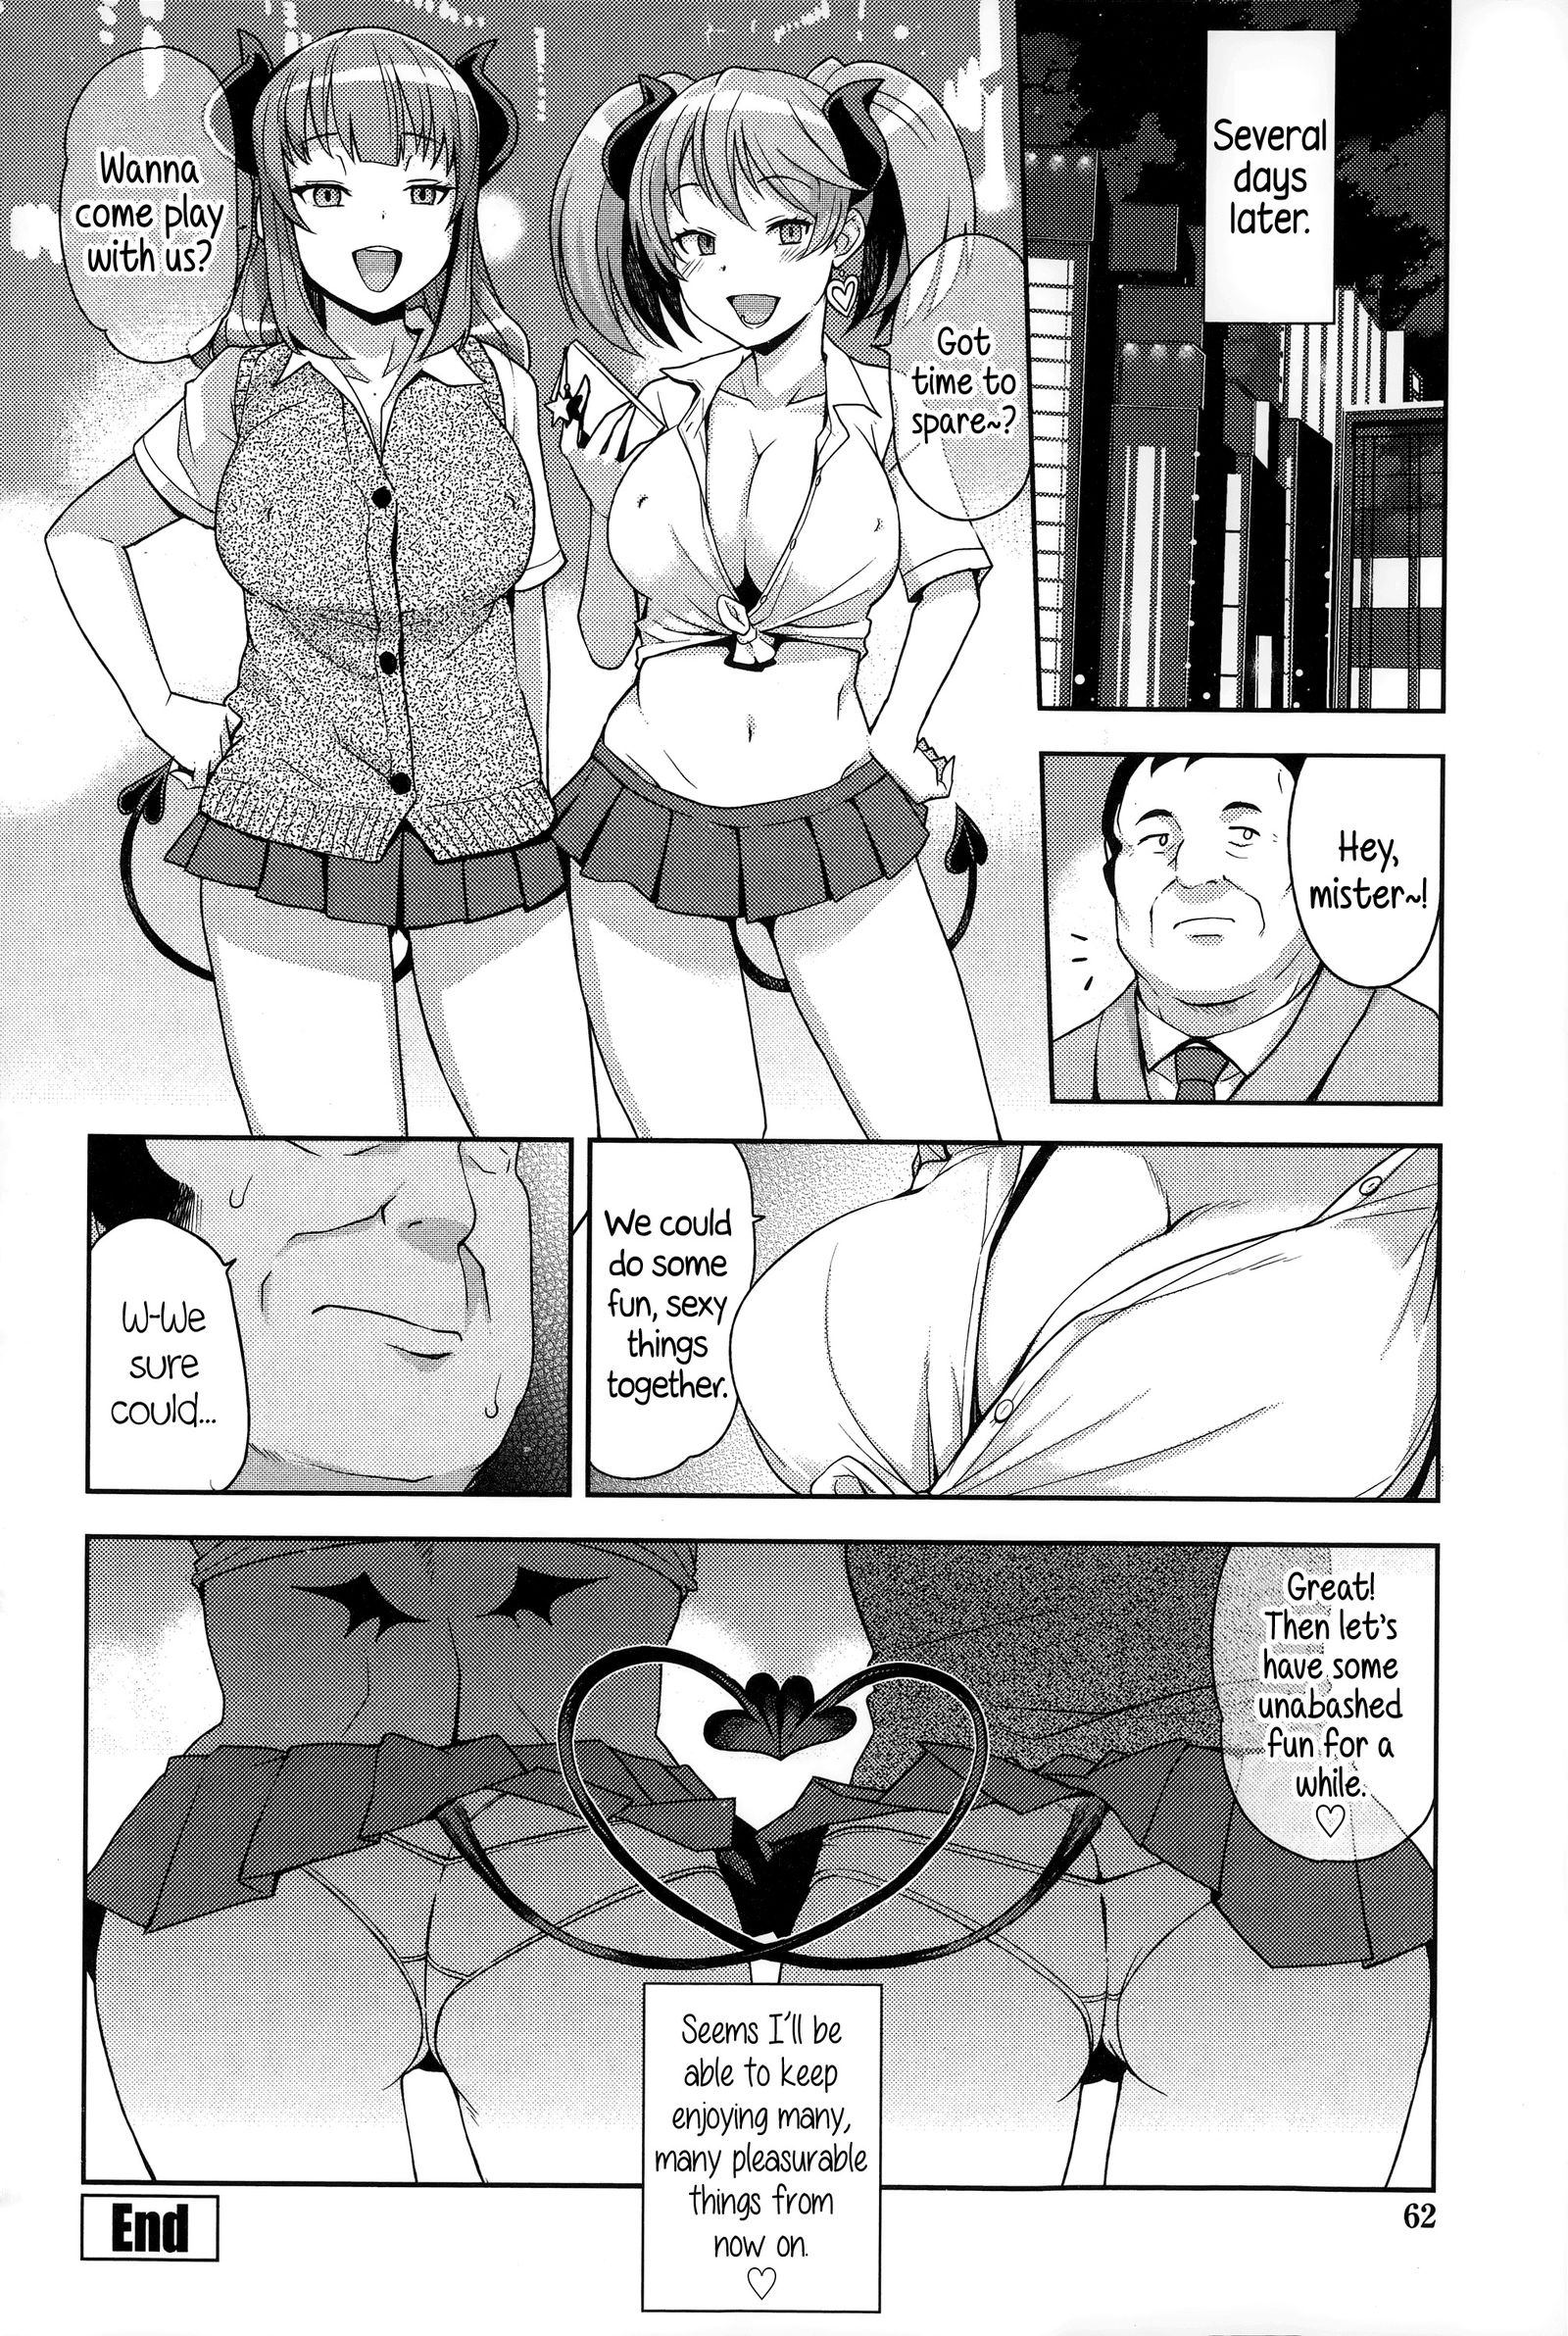 Several
days
later.
Hey,
mister~!
Got
time to
spare~?
Wanna
come play
with us?
We could
do some
fun, sexy
things
together.
W-We
sure
could...
Great!
Then let's
have some
unabashed
fun for a
while.
♡
Seems I'll be
able to keep
enjoying many,
many pleasurable
things from
now on.
♡
End
62